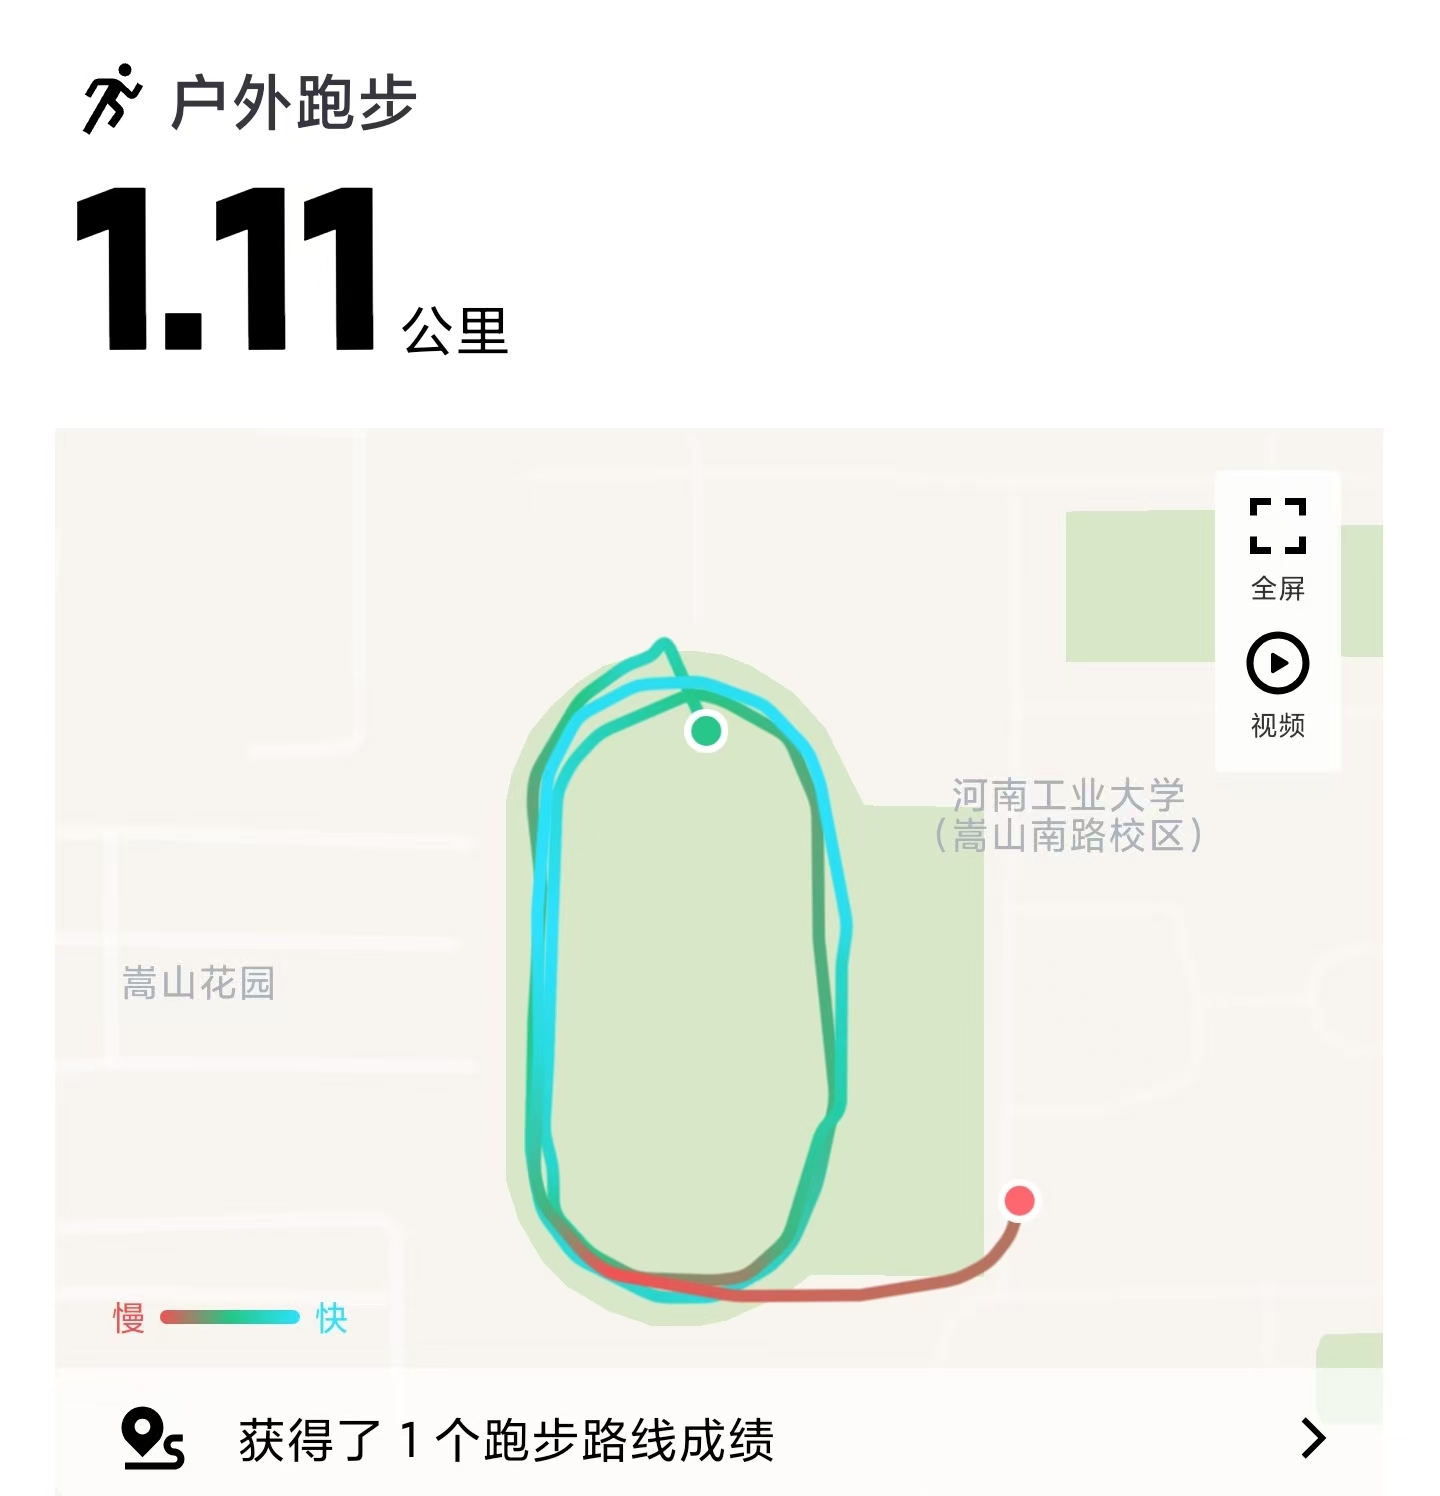 户外跑步
1.11 公里
全屏
视频
河南工业大学
（嵩山南路校区）
嵩山花园
慢 快
获得了 1 个跑步路线成绩